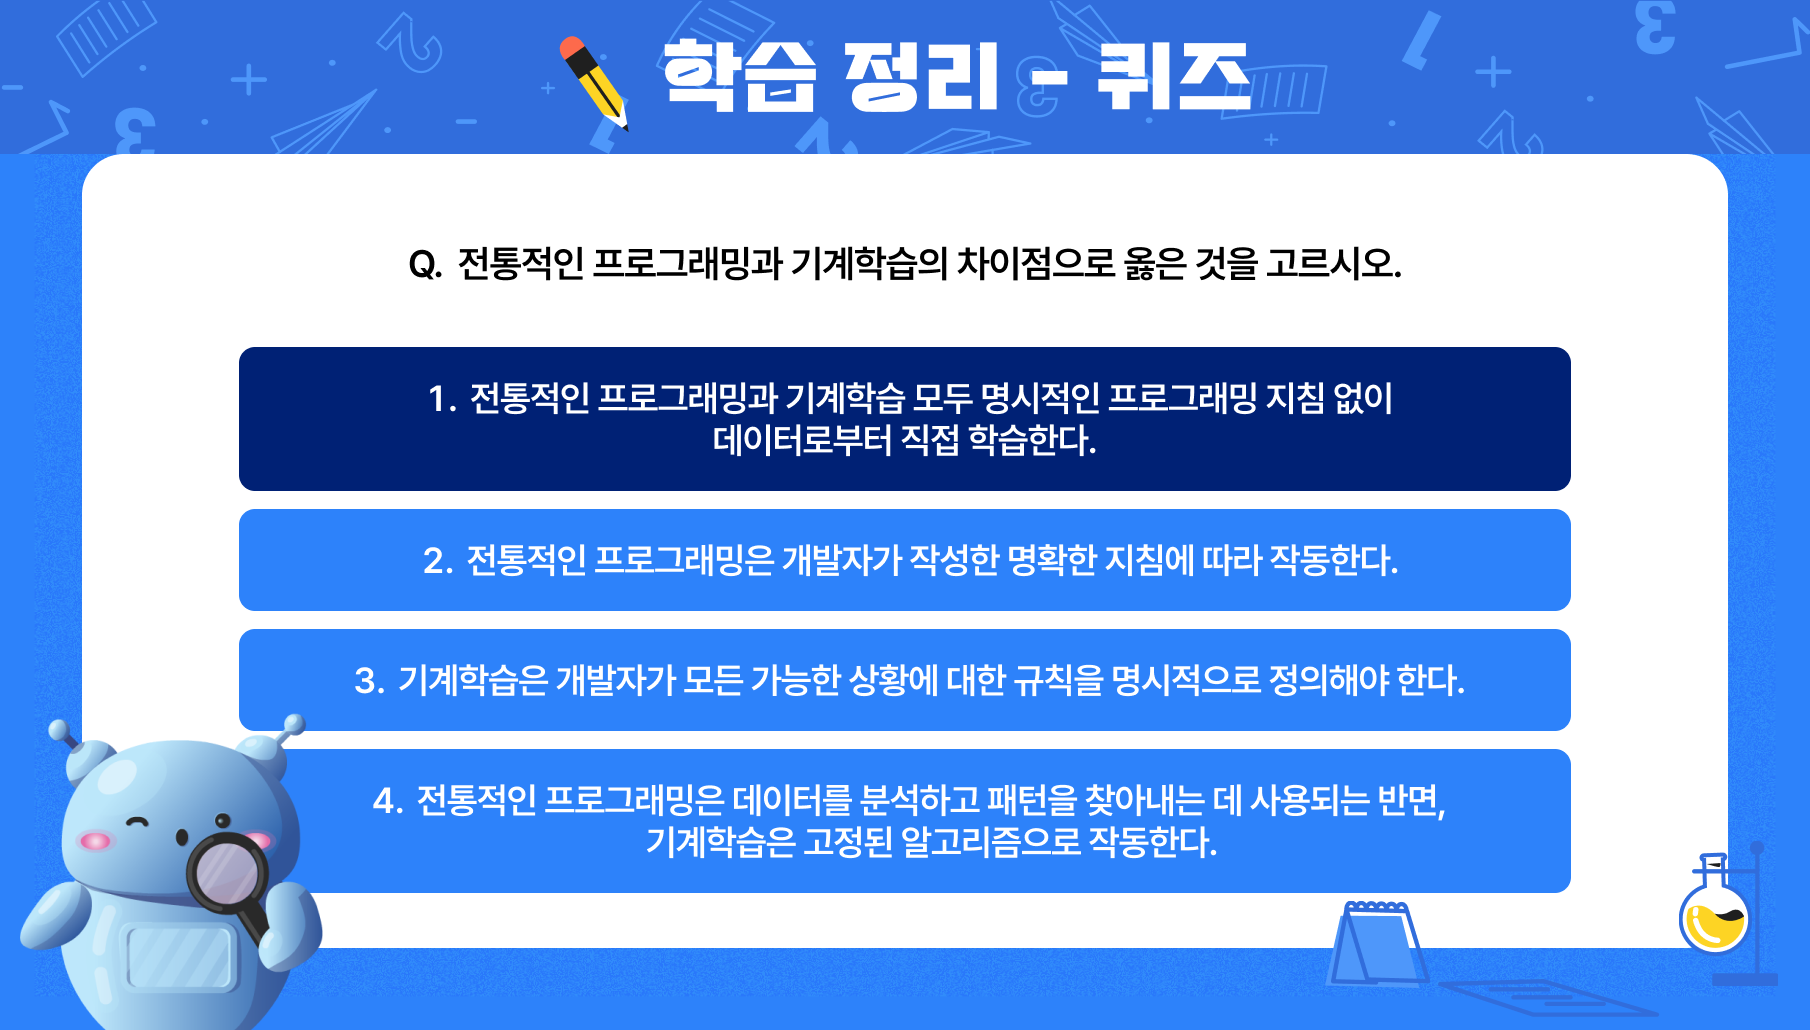 학습 정리 - 퀴즈
Q. 전통적인 프로그래밍과 기계학습의 차이점으로 옳은 것을 고르시오.
1. 전통적인 프로그래밍과 기계학습 모두 명시적인 프로그래밍 지침 없이
데이터로부터 직접 학습한다.
2. 전통적인 프로그래밍은 개발자가 작성한 명확한 지침에 따라 작동한다.
3. 기계학습은 개발자가 모든 가능한 상황에 대한 규칙을 명시적으로 정의해야 한다.
4. 전통적인 프로그래밍은 데이터를 분석하고 패턴을 찾아내는 데 사용되는 반면,
기계학습은 고정된 알고리즘으로 작동한다.